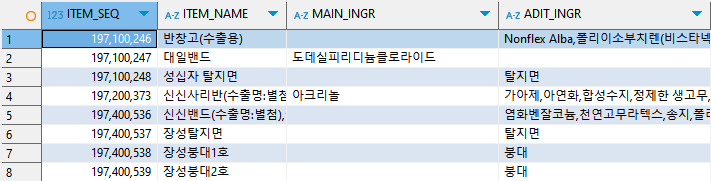 123 ITEM_SEQ A-Z ITEM_NAME A-Z MAIN_INGR A-Z ADIT_INGR
1 197,100,246 반창고(수출용) Nonflex Alba,폴리이소부치렌(비스타넥
2 197,100,247 대일밴드 도데실피리디늄클로라이드
3 197,100,248 성십자 탈지면 탈지면
4 197,200,373 신신사리반(수출명:별첨 아크리놀 가아제,아연화,합성수지,정제한 생고무,
5 197,400,536 신신밴드(수출명:별첨), 염화벤잘코늄,천연고무라텍스,송지,폴리
6 197,400,537 장성탈지면 탈지면
7 197,400,538 장성붕대1호 붕대
8 197,400,539 장성붕대2호 붕대